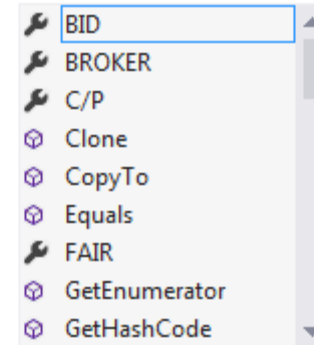 BID
BROKER
C/P
Clone
CopyTo
Equals
FAIR
GetEnumerator
GetHashCode